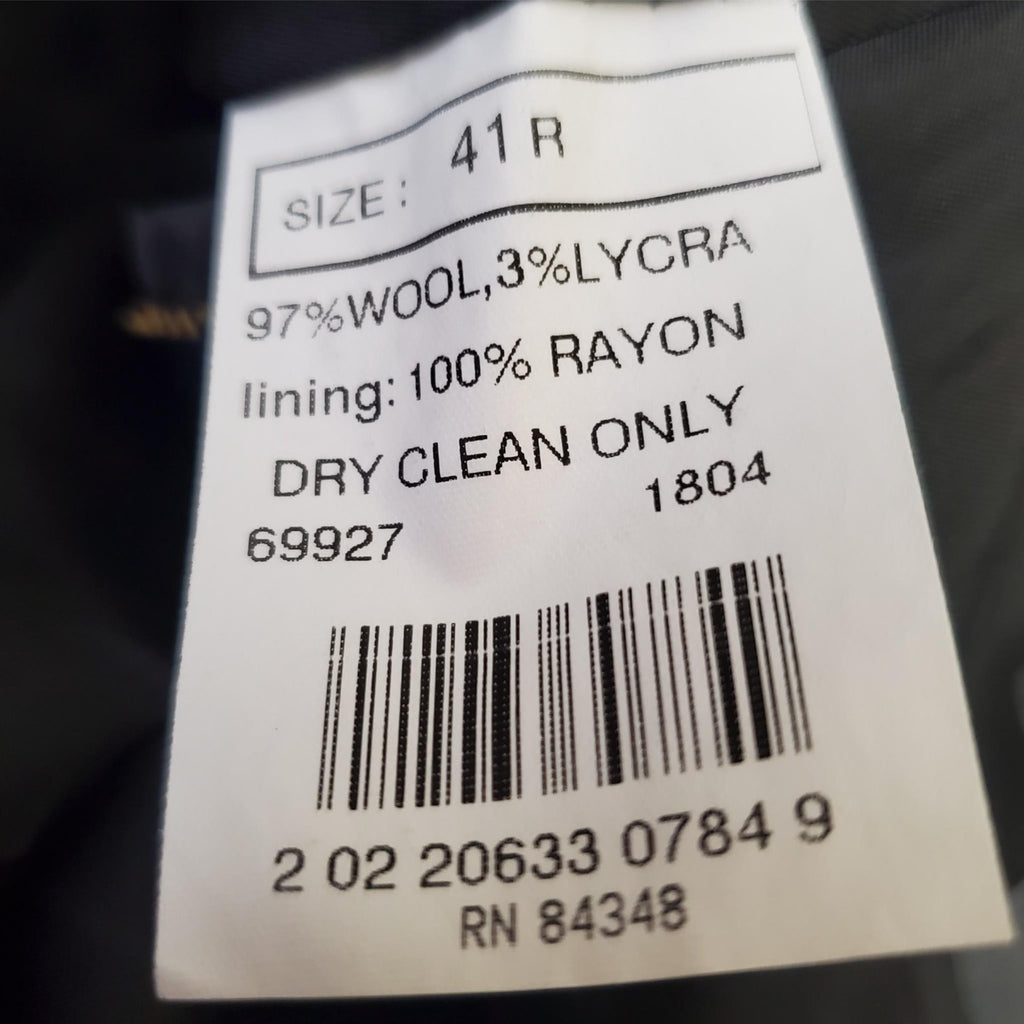 SIZE: 41 R
97%WOOL,3%LYCRA
lining: 100% RAYON
DRY CLEAN ONLY
69927 1804
2 02 20633 0784 9
RN 84348